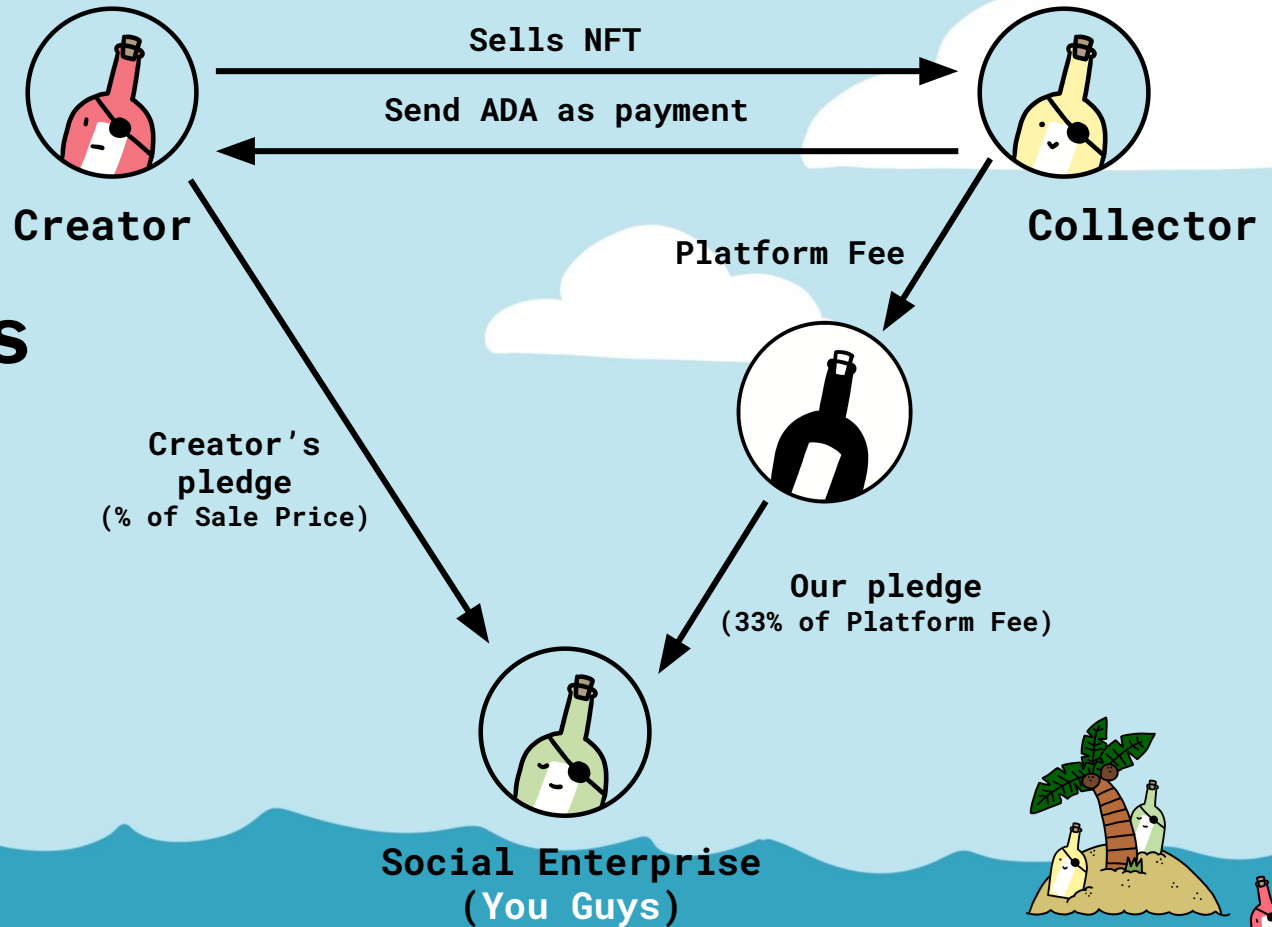 Sells NFT
Send ADA as payment
Creator
Collector
Platform Fee
s
Creator’s
pledge
(% of Sale Price)
Our pledge
(33% of Platform Fee)
Social Enterprise
(You Guys)